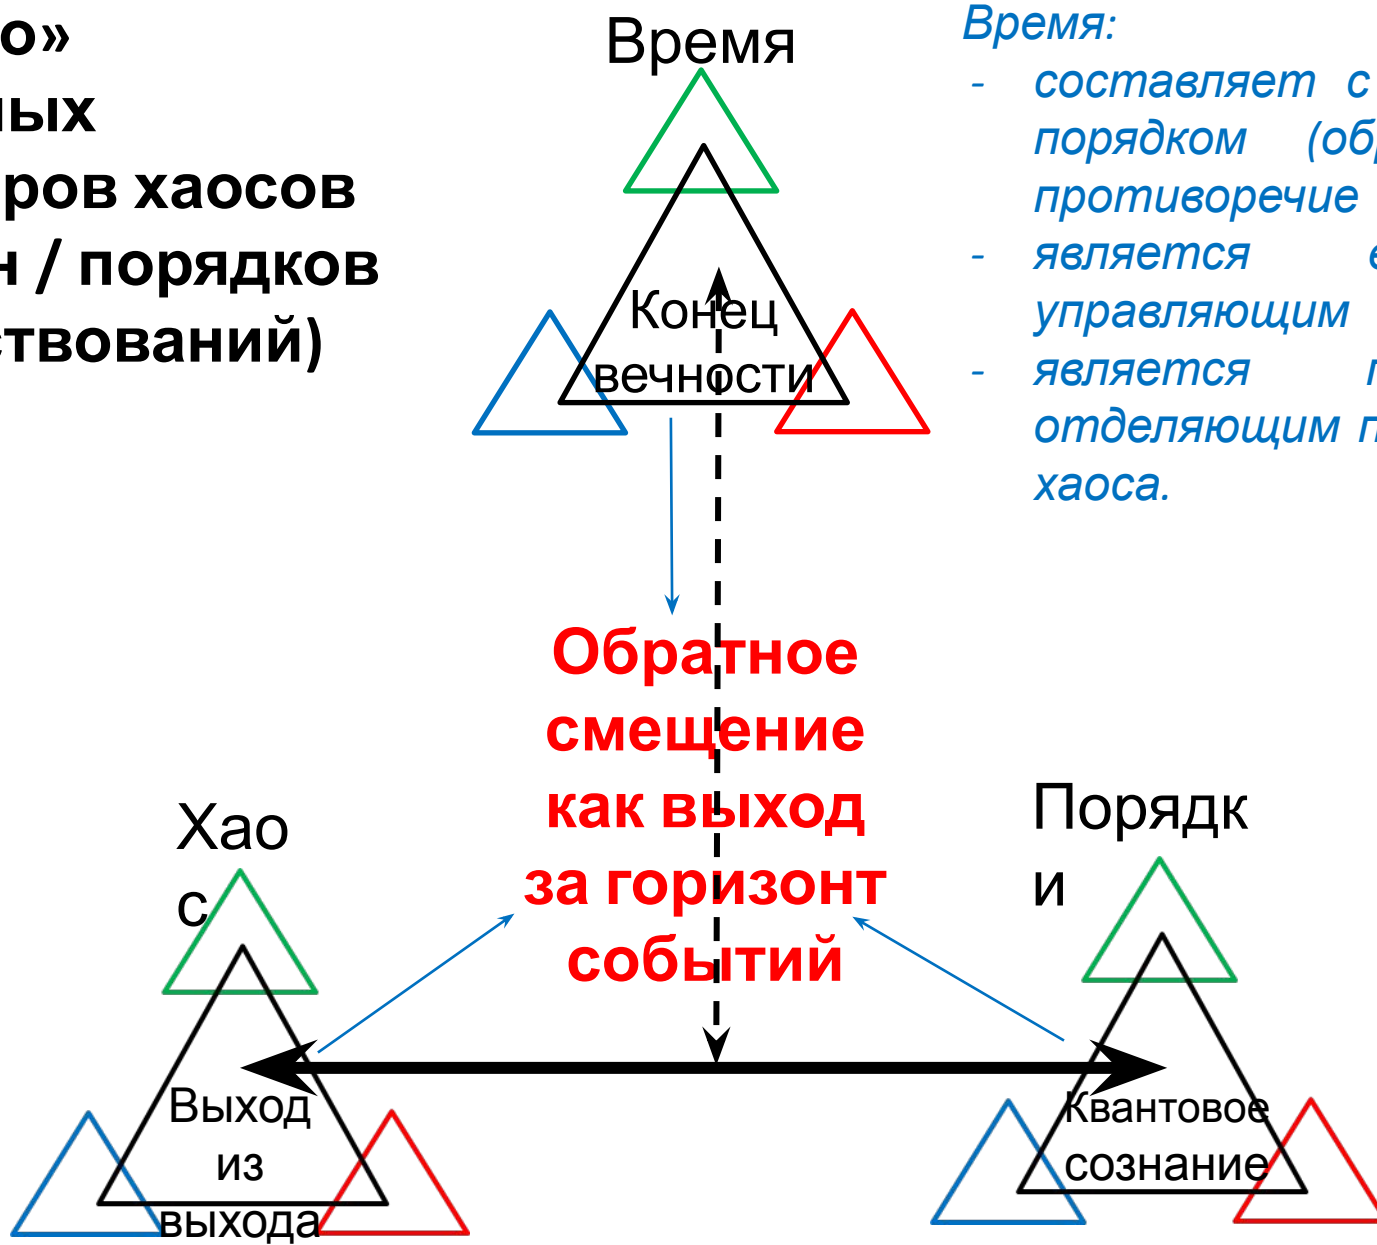 о»
ных
ров хаосов
н / порядков
ствований)
Время
Время:
- составляет с
порядком (об
противоречие
- является
управляющим
- является
отделяющим п
хаоса.
Конец
вечности
Обратное
смещение
как выход
за горизонт
событий
Хао
с
Порядк
и
Выход
из
выхода
Квантовое
сознание